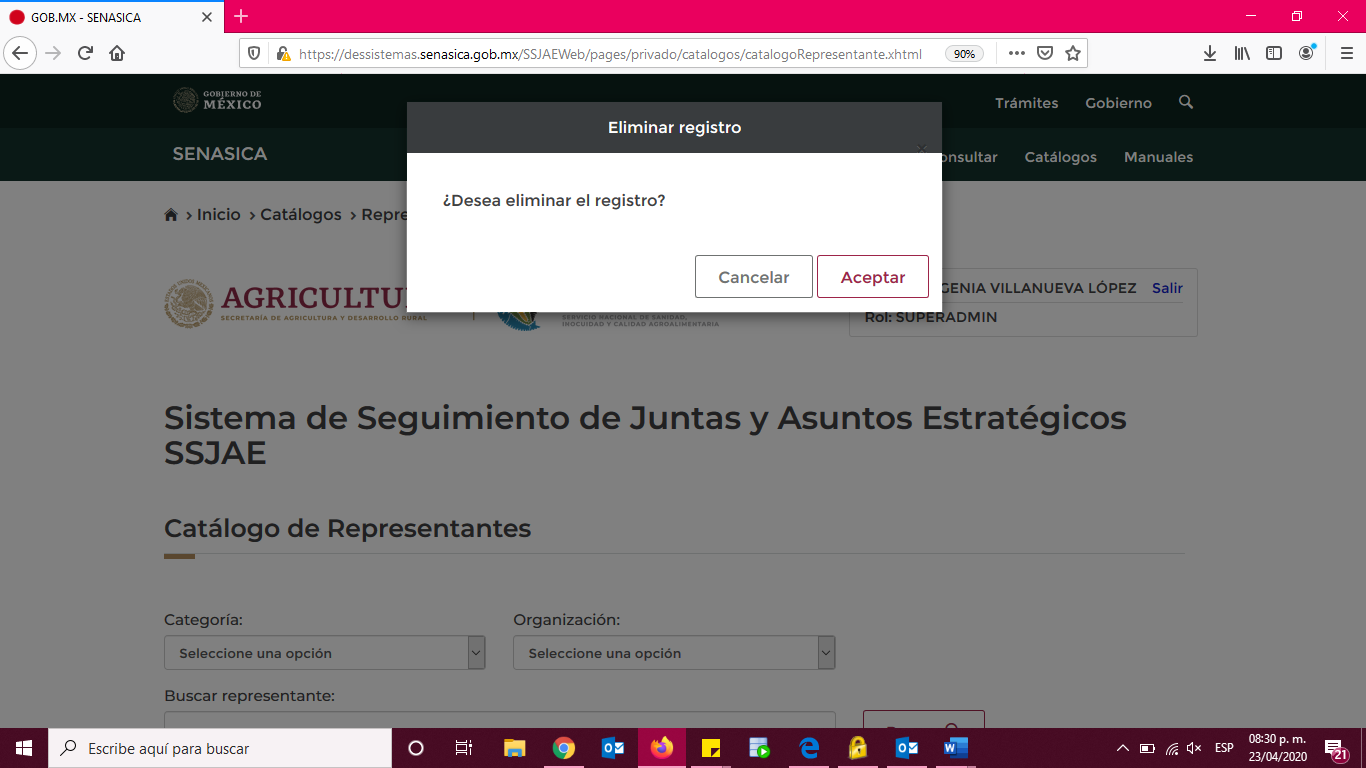 GOB.MX - SENASICA
https://dessistemas.senasica.gob.mx/SSJAEWeb/pages/privado/catalogos/catalogoRepresentante.xhtml
90%
GOBIERNO DE
MÉXICO
Trámites
Gobierno
Eliminar registro
SENASICA
onsultar
Catálogos
Manuales
¿Desea eliminar el registro?
Inicio
Catálogos
Repre
Cancelar
Aceptar
AGRICULTU
SECRETARÍA DE AGRICULTURA Y DESARROLLO RURAL
SERVICIO NACIONAL DE SANIDAD,
INOCUIDAD Y CALIDAD AGROALIMENTARIA
GENIA VILLANUEVA LÓPEZ
Salir
Rol: SUPERADMIN
Sistema de Seguimiento de Juntas y Asuntos Estratégicos
SSJAE
Catálogo de Representantes
Categoría:
Organización:
Seleccione una opción
Seleccione una opción
Buscar representante:
Escribe aquí para buscar
ESP
08:30 p. m.
23/04/2020
21